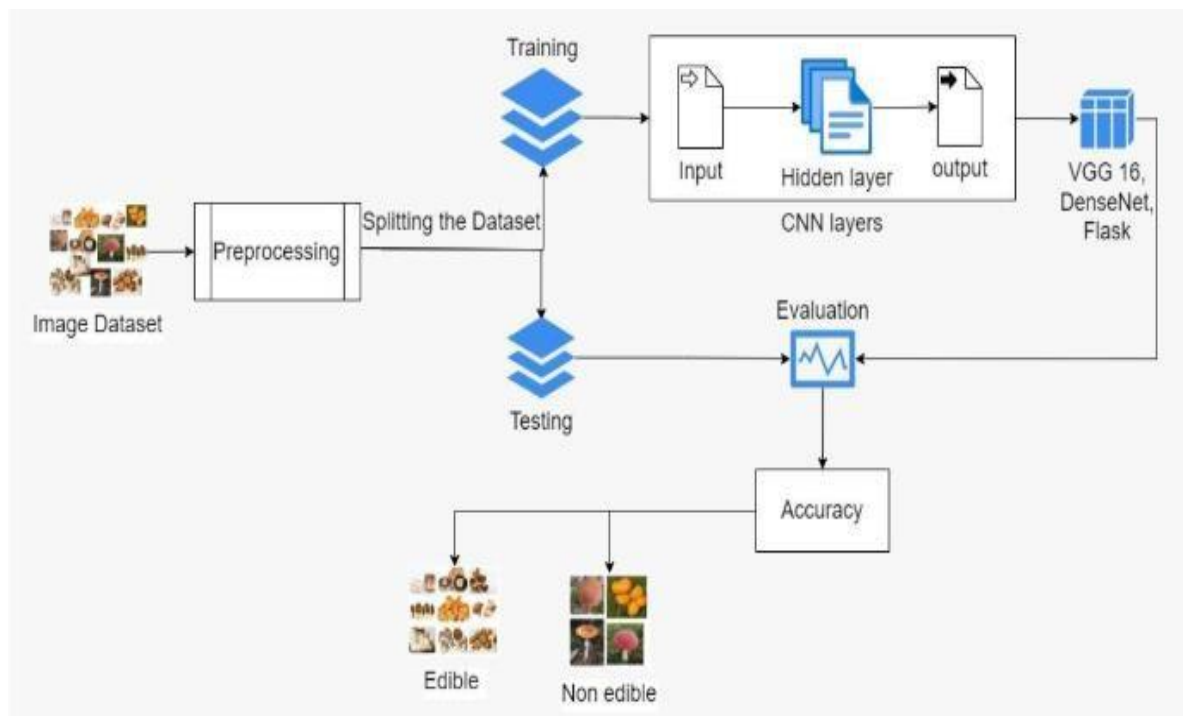 Training
Input
Hidden layer
output
CNN layers
VGG 16,
DenseNet,
Flask
Splitting the Dataset
Preprocessing
Image Dataset
Evaluation
Testing
Accuracy
Edible
Non edible